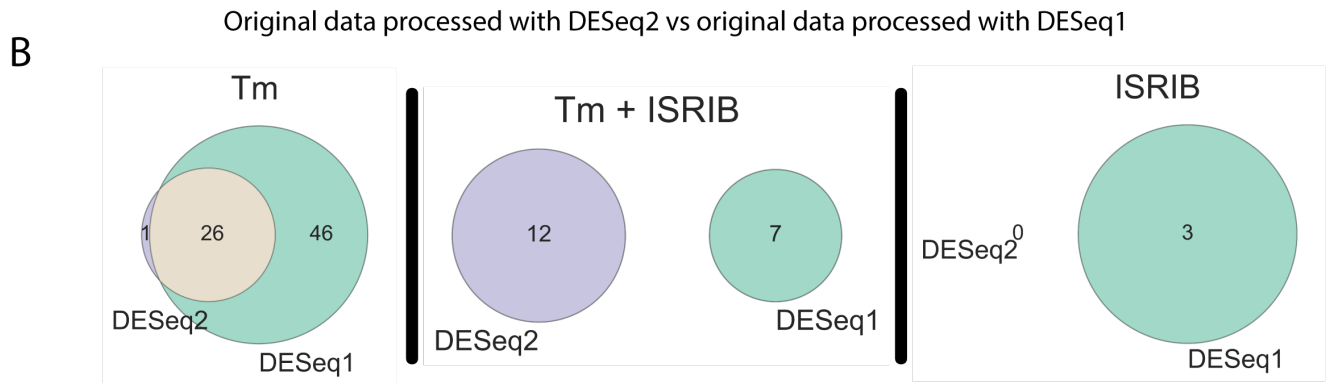 Original data processed with DESeq2 vs original data processed with DESeq1
B
Tm
1
26
46
DESeq2
DESeq1
Tm + ISRIB
12
7
DESeq2
DESeq1
ISRIB
0
3
DESeq2
DESeq1